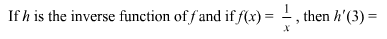 If h is the inverse function of f and if f(x) = 1/x, then h′(3) =